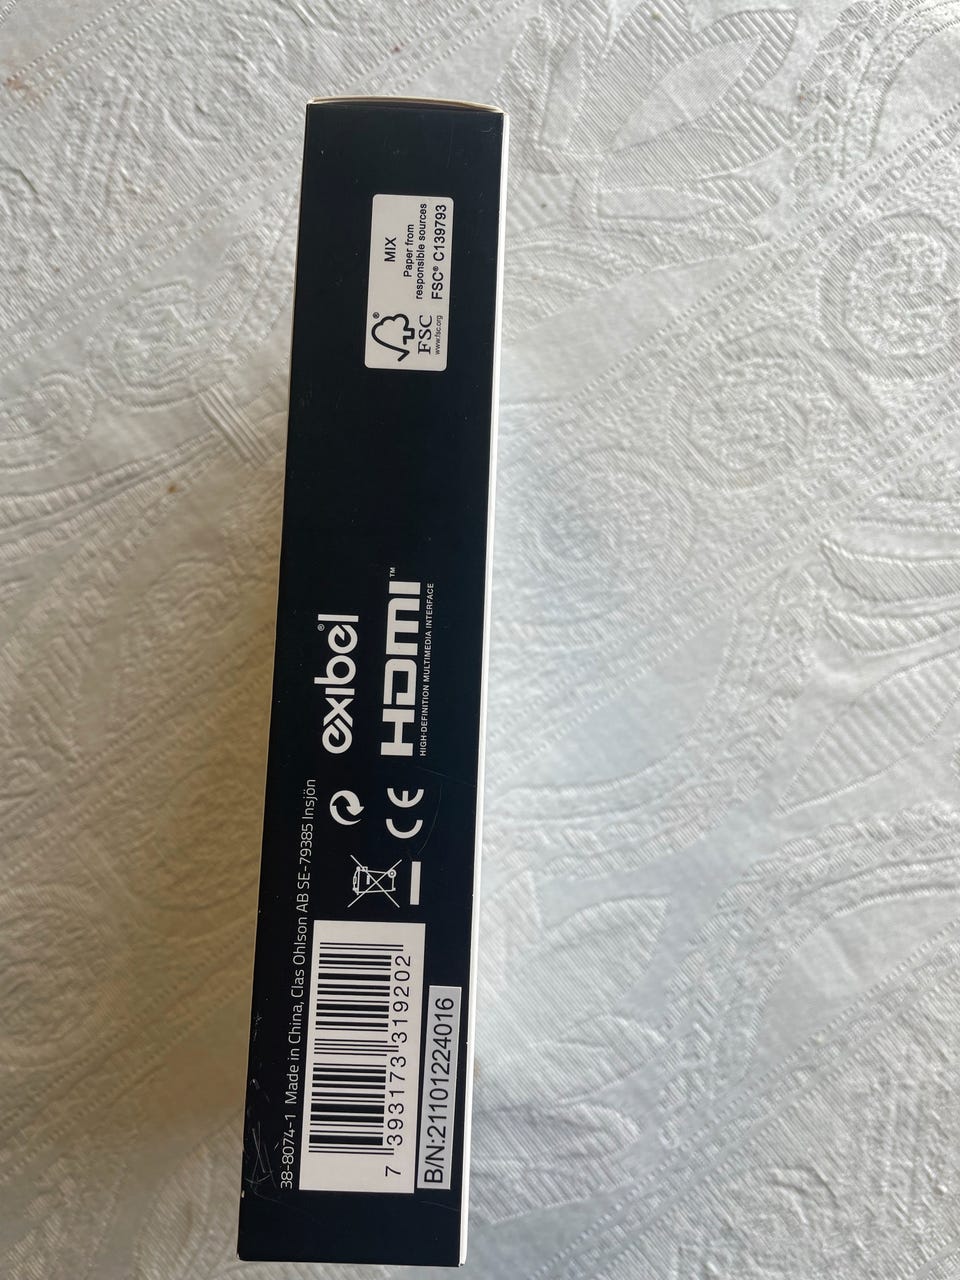 38-8074-1 Made in China, Clas Ohlson AB SE-79385 Insjön
7 393173 319202
B/N:21101224016
CE
exibel®
HDMI™
HIGH-DEFINITION MULTIMEDIA INTERFACE
®
FSC
www.fsc.org
MIX
Paper from
responsible sources
FSC® C139793